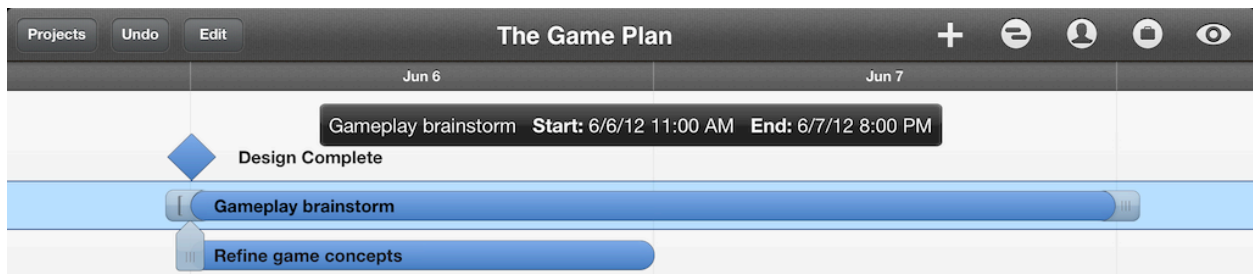 Projects Undo Edit The Game Plan
Jun 6 Jun 7
Gameplay brainstorm Start: 6/6/12 11:00 AM End: 6/7/12 8:00 PM
Design Complete
Gameplay brainstorm
Refine game concepts